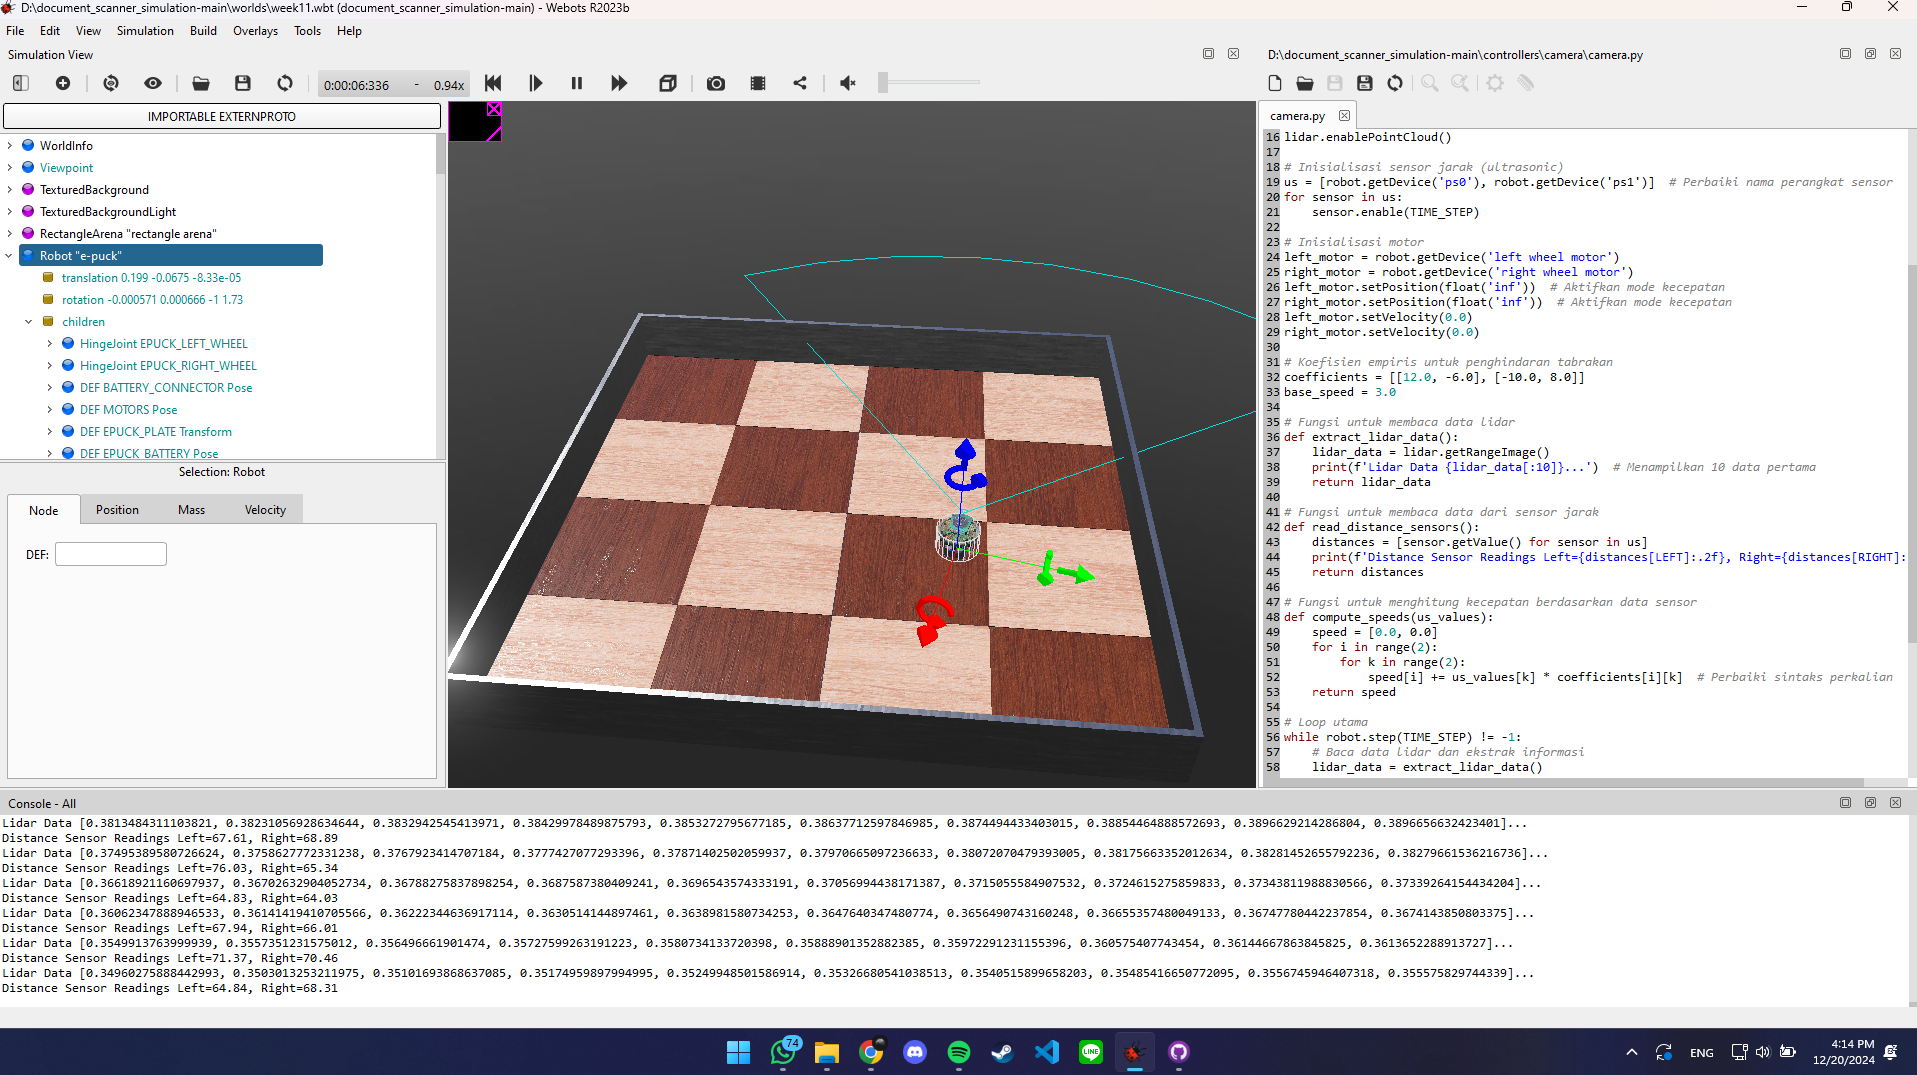 D:\document_scanner_simulation-main\worlds\week11.wbt (document_scanner_simulation-main) - Webots R2023b
File Edit View Simulation Build Overlays Tools Help
Simulation View
0:00:06:336 - 0.94x
IMPORTABLE EXTERNPROTO
WorldInfo
Viewpoint
TexturedBackground
TexturedBackgroundLight
RectangleArena "rectangle arena"
Robot "e-puck"
translation 0.199 -0.0675 -8.33e-05
rotation -0.000571 0.000666 -1 1.73
children
HingeJoint EPUCK_LEFT_WHEEL
HingeJoint EPUCK_RIGHT_WHEEL
DEF BATTERY_CONNECTOR Pose
DEF MOTORS Pose
DEF EPUCK_PLATE Transform
DEF EPUCK_BATTERY Pose
Selection: Robot
Node Position Mass Velocity
DEF:
D:\document_scanner_simulation-main\controllers\camera\camera.py
camera.py
16 lidar.enablePointCloud()
17
18 # Inisialisasi sensor jarak (ultrasonic)
19 us = [robot.getDevice('ps0'), robot.getDevice('ps1')]  # Perbaiki nama perangkat sensor
20 for sensor in us:
21     sensor.enable(TIME_STEP)
22
23 # Inisialisasi motor
24 left_motor = robot.getDevice('left wheel motor')
25 right_motor = robot.getDevice('right wheel motor')
26 left_motor.setPosition(float('inf'))  # Aktifkan mode kecepatan
27 right_motor.setPosition(float('inf'))  # Aktifkan mode kecepatan
28 left_motor.setVelocity(0.0)
29 right_motor.setVelocity(0.0)
30
31 # Koefisien empiris untuk penghindaran tabrakan
32 coefficients = [[12.0, -6.0], [-10.0, 8.0]]
33 base_speed = 3.0
34
35 # Fungsi untuk membaca data lidar
36 def extract_lidar_data():
37     lidar_data = lidar.getRangeImage()
38     print(f'Lidar Data {lidar_data[:10]}...')  # Menampilkan 10 data pertama
39     return lidar_data
40
41 # Fungsi untuk membaca data dari sensor jarak
42 def read_distance_sensors():
43     distances = [sensor.getValue() for sensor in us]
44     print(f'Distance Sensor Readings Left={distances[LEFT]:.2f}, Right={distances[RIGHT]:
45     return distances
46
47 # Fungsi untuk menghitung kecepatan berdasarkan data sensor
48 def compute_speeds(us_values):
49     speed = [0.0, 0.0]
50     for i in range(2):
51         for k in range(2):
52             speed[i] += us_values[k] * coefficients[i][k]  # Perbaiki sintaks perkalian
53     return speed
54
55 # Loop utama
56 while robot.step(TIME_STEP) != -1:
57     # Baca data lidar dan ekstrak informasi
58     lidar_data = extract_lidar_data()
Console - All
Lidar Data [0.3813484311103821, 0.38231056928634644, 0.3832942545413971, 0.38429978489875793, 0.3853272795677185, 0.38637712597846985, 0.3874494433403015, 0.38854464888572693, 0.3896629214286804, 0.3896656632423401]...
Distance Sensor Readings Left=67.61, Right=68.89
Lidar Data [0.37495389580726624, 0.3758627772331238, 0.3767923414707184, 0.3777427077293396, 0.37871402502059937, 0.37970665097236633, 0.38072070479393005, 0.38175663352012634, 0.38281452655792236, 0.38279661536216736]...
Distance Sensor Readings Left=76.03, Right=65.34
Lidar Data [0.36618921160697937, 0.36702632904052734, 0.36788275837898254, 0.3687587380409241, 0.3696543574333191, 0.37056994438171387, 0.3715055584907532, 0.3724615275859833, 0.37343811988830566, 0.37339264154434204]...
Distance Sensor Readings Left=64.83, Right=64.03
Lidar Data [0.36062347888946533, 0.36141419410705566, 0.36222344636917114, 0.3630514144897461, 0.3638981580734253, 0.3647640347480774, 0.3656490743160248, 0.36655357480049133, 0.36747780442237854, 0.3674143850803375]...
Distance Sensor Readings Left=67.94, Right=66.01
Lidar Data [0.3549913763999939, 0.3557351231575012, 0.356496661901474, 0.35727599263191223, 0.3580734133720398, 0.35888901352882385, 0.35972291231155396, 0.360575407743454, 0.36144667863845825, 0.3613652288913727]...
Distance Sensor Readings Left=71.37, Right=70.46
Lidar Data [0.34960275888442993, 0.3503013253211975, 0.35101693868637085, 0.35174959897994995, 0.35249948501586914, 0.35326680541038513, 0.3540515899658203, 0.35485416650772095, 0.3556745946407318, 0.355575829744339]...
Distance Sensor Readings Left=64.84, Right=68.31
74
LINE
ENG
4:14 PM
12/20/2024